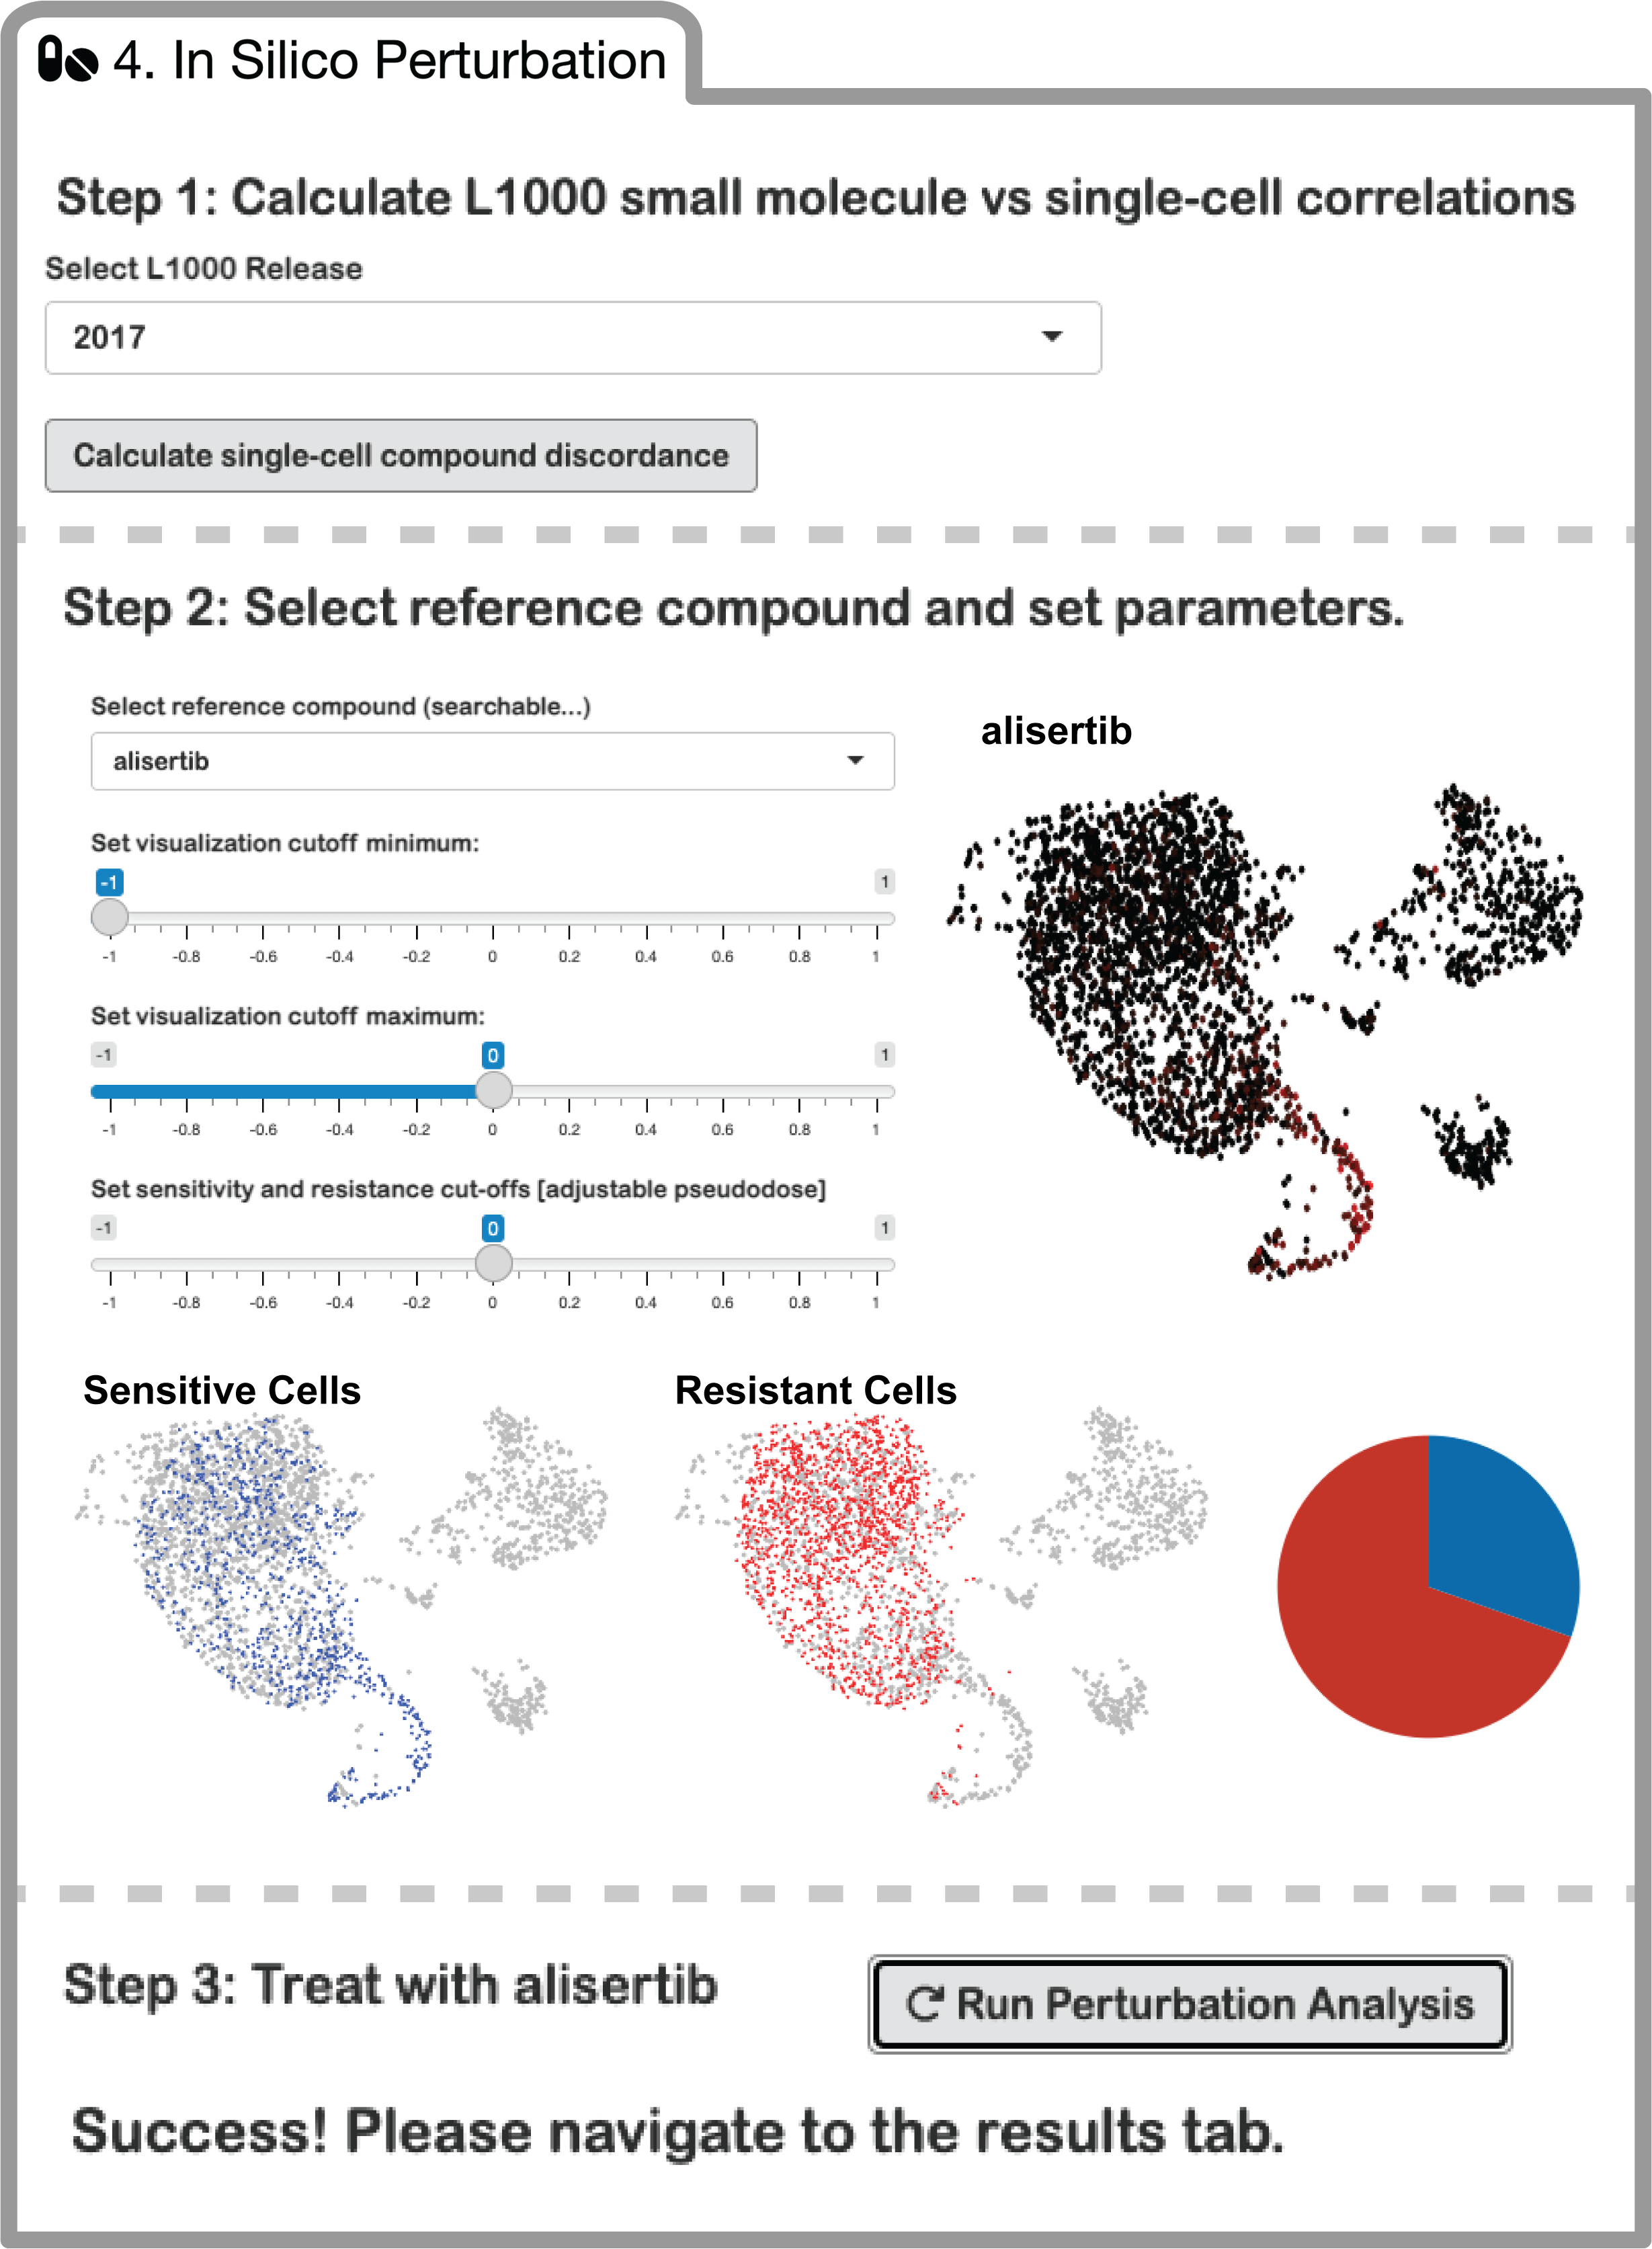 4. In Silico Perturbation
Step 1: Calculate L1000 small molecule vs single-cell correlations
Select L1000 Release
2017
Calculate single-cell compound discordance
Step 2: Select reference compound and set parameters.
Select reference compound (searchable...)
alisertib
alisertib
Set visualization cutoff minimum:
-1 1
-1 -0.8 -0.6 -0.4 -0.2 0 0.2 0.4 0.6 0.8 1
Set visualization cutoff maximum:
-1 0 1
-1 -0.8 -0.6 -0.4 -0.2 0 0.2 0.4 0.6 0.8 1
Set sensitivity and resistance cut-offs [adjustable pseudodose]
-1 0 1
-1 -0.8 -0.6 -0.4 -0.2 0 0.2 0.4 0.6 0.8 1
Sensitive Cells
Resistant Cells
Step 3: Treat with alisertib
Run Perturbation Analysis
Success! Please navigate to the results tab.